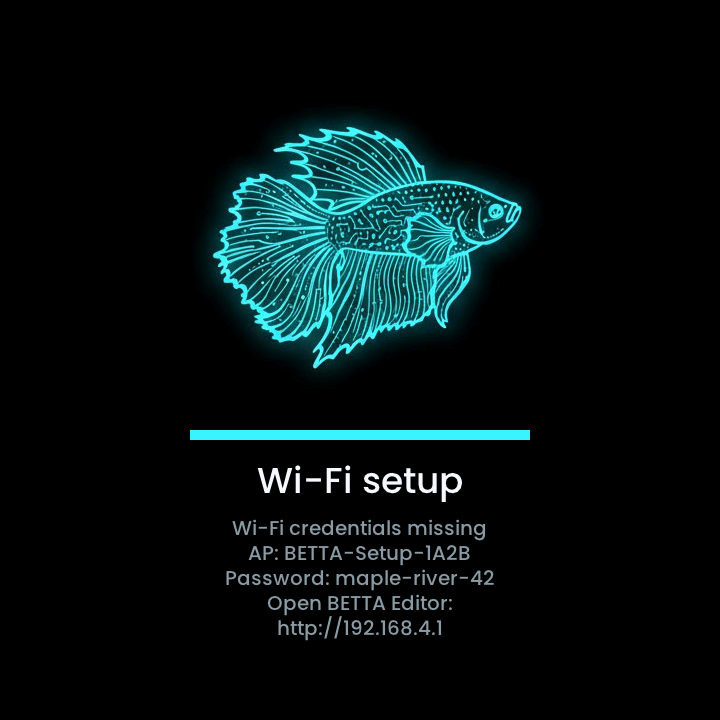 Wi-Fi setup
Wi-Fi credentials missing
AP: BETTA-Setup-1A2B
Password: maple-river-42
Open BETTA Editor:
http://192.168.4.1